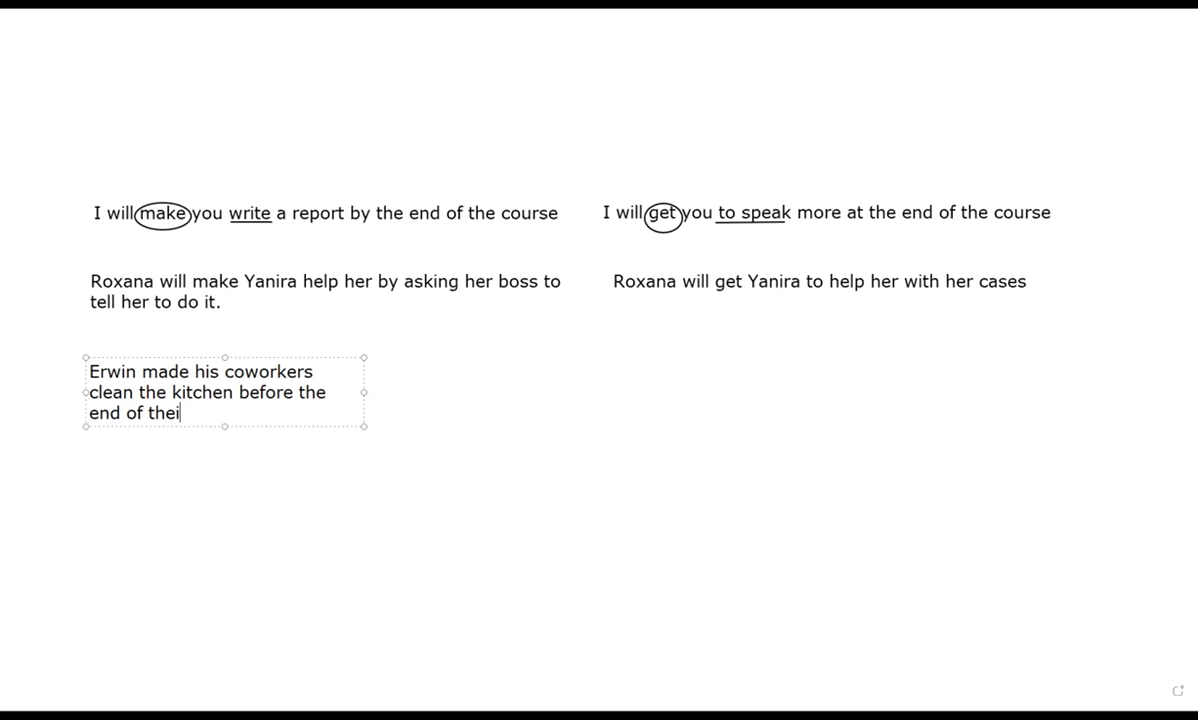 I will make you write a report by the end of the course
I will get you to speak more at the end of the course
Roxana will make Yanira help her by asking her boss to
tell her to do it.
Roxana will get Yanira to help her with her cases
Erwin made his coworkers
clean the kitchen before the
end of thei